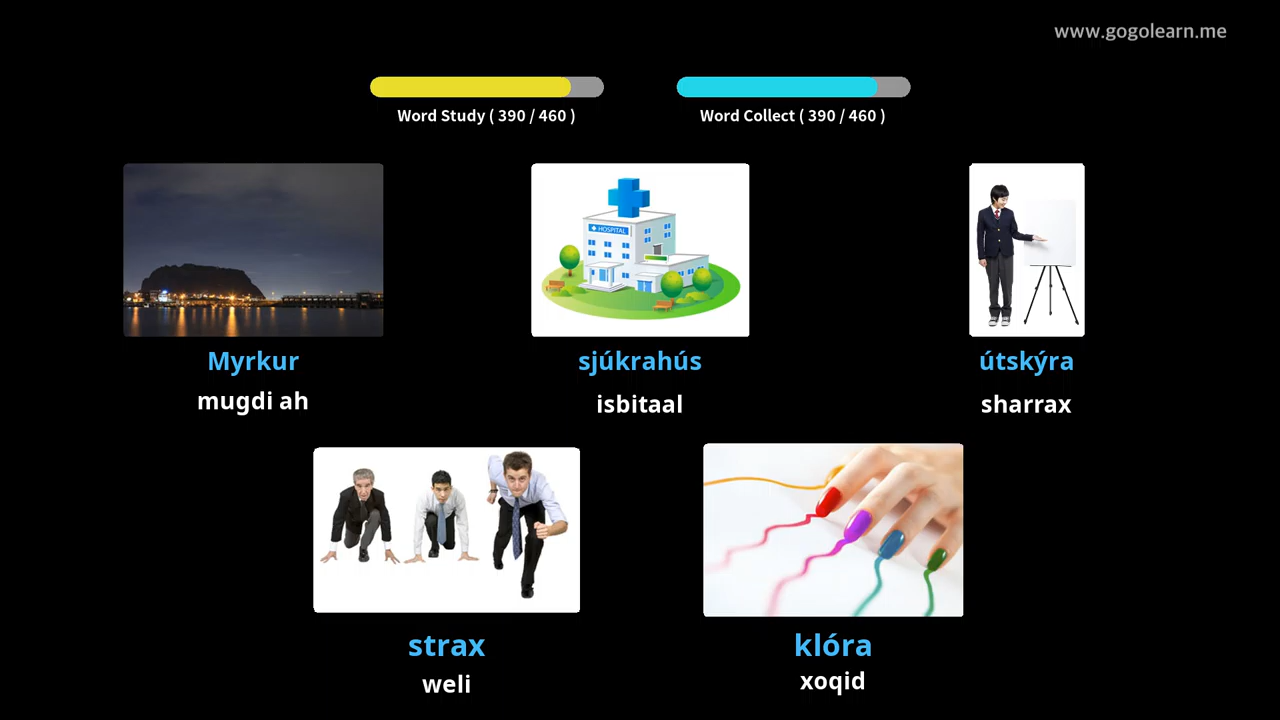 www.gogolearn.me
Word Study ( 390 / 460 )
Word Collect ( 390 / 460 )
HOSPITAL
Myrkur
mugdi ah
sjúkrahús
isbitaal
útskýra
sharrax
strax
weli
klóra
xoqid